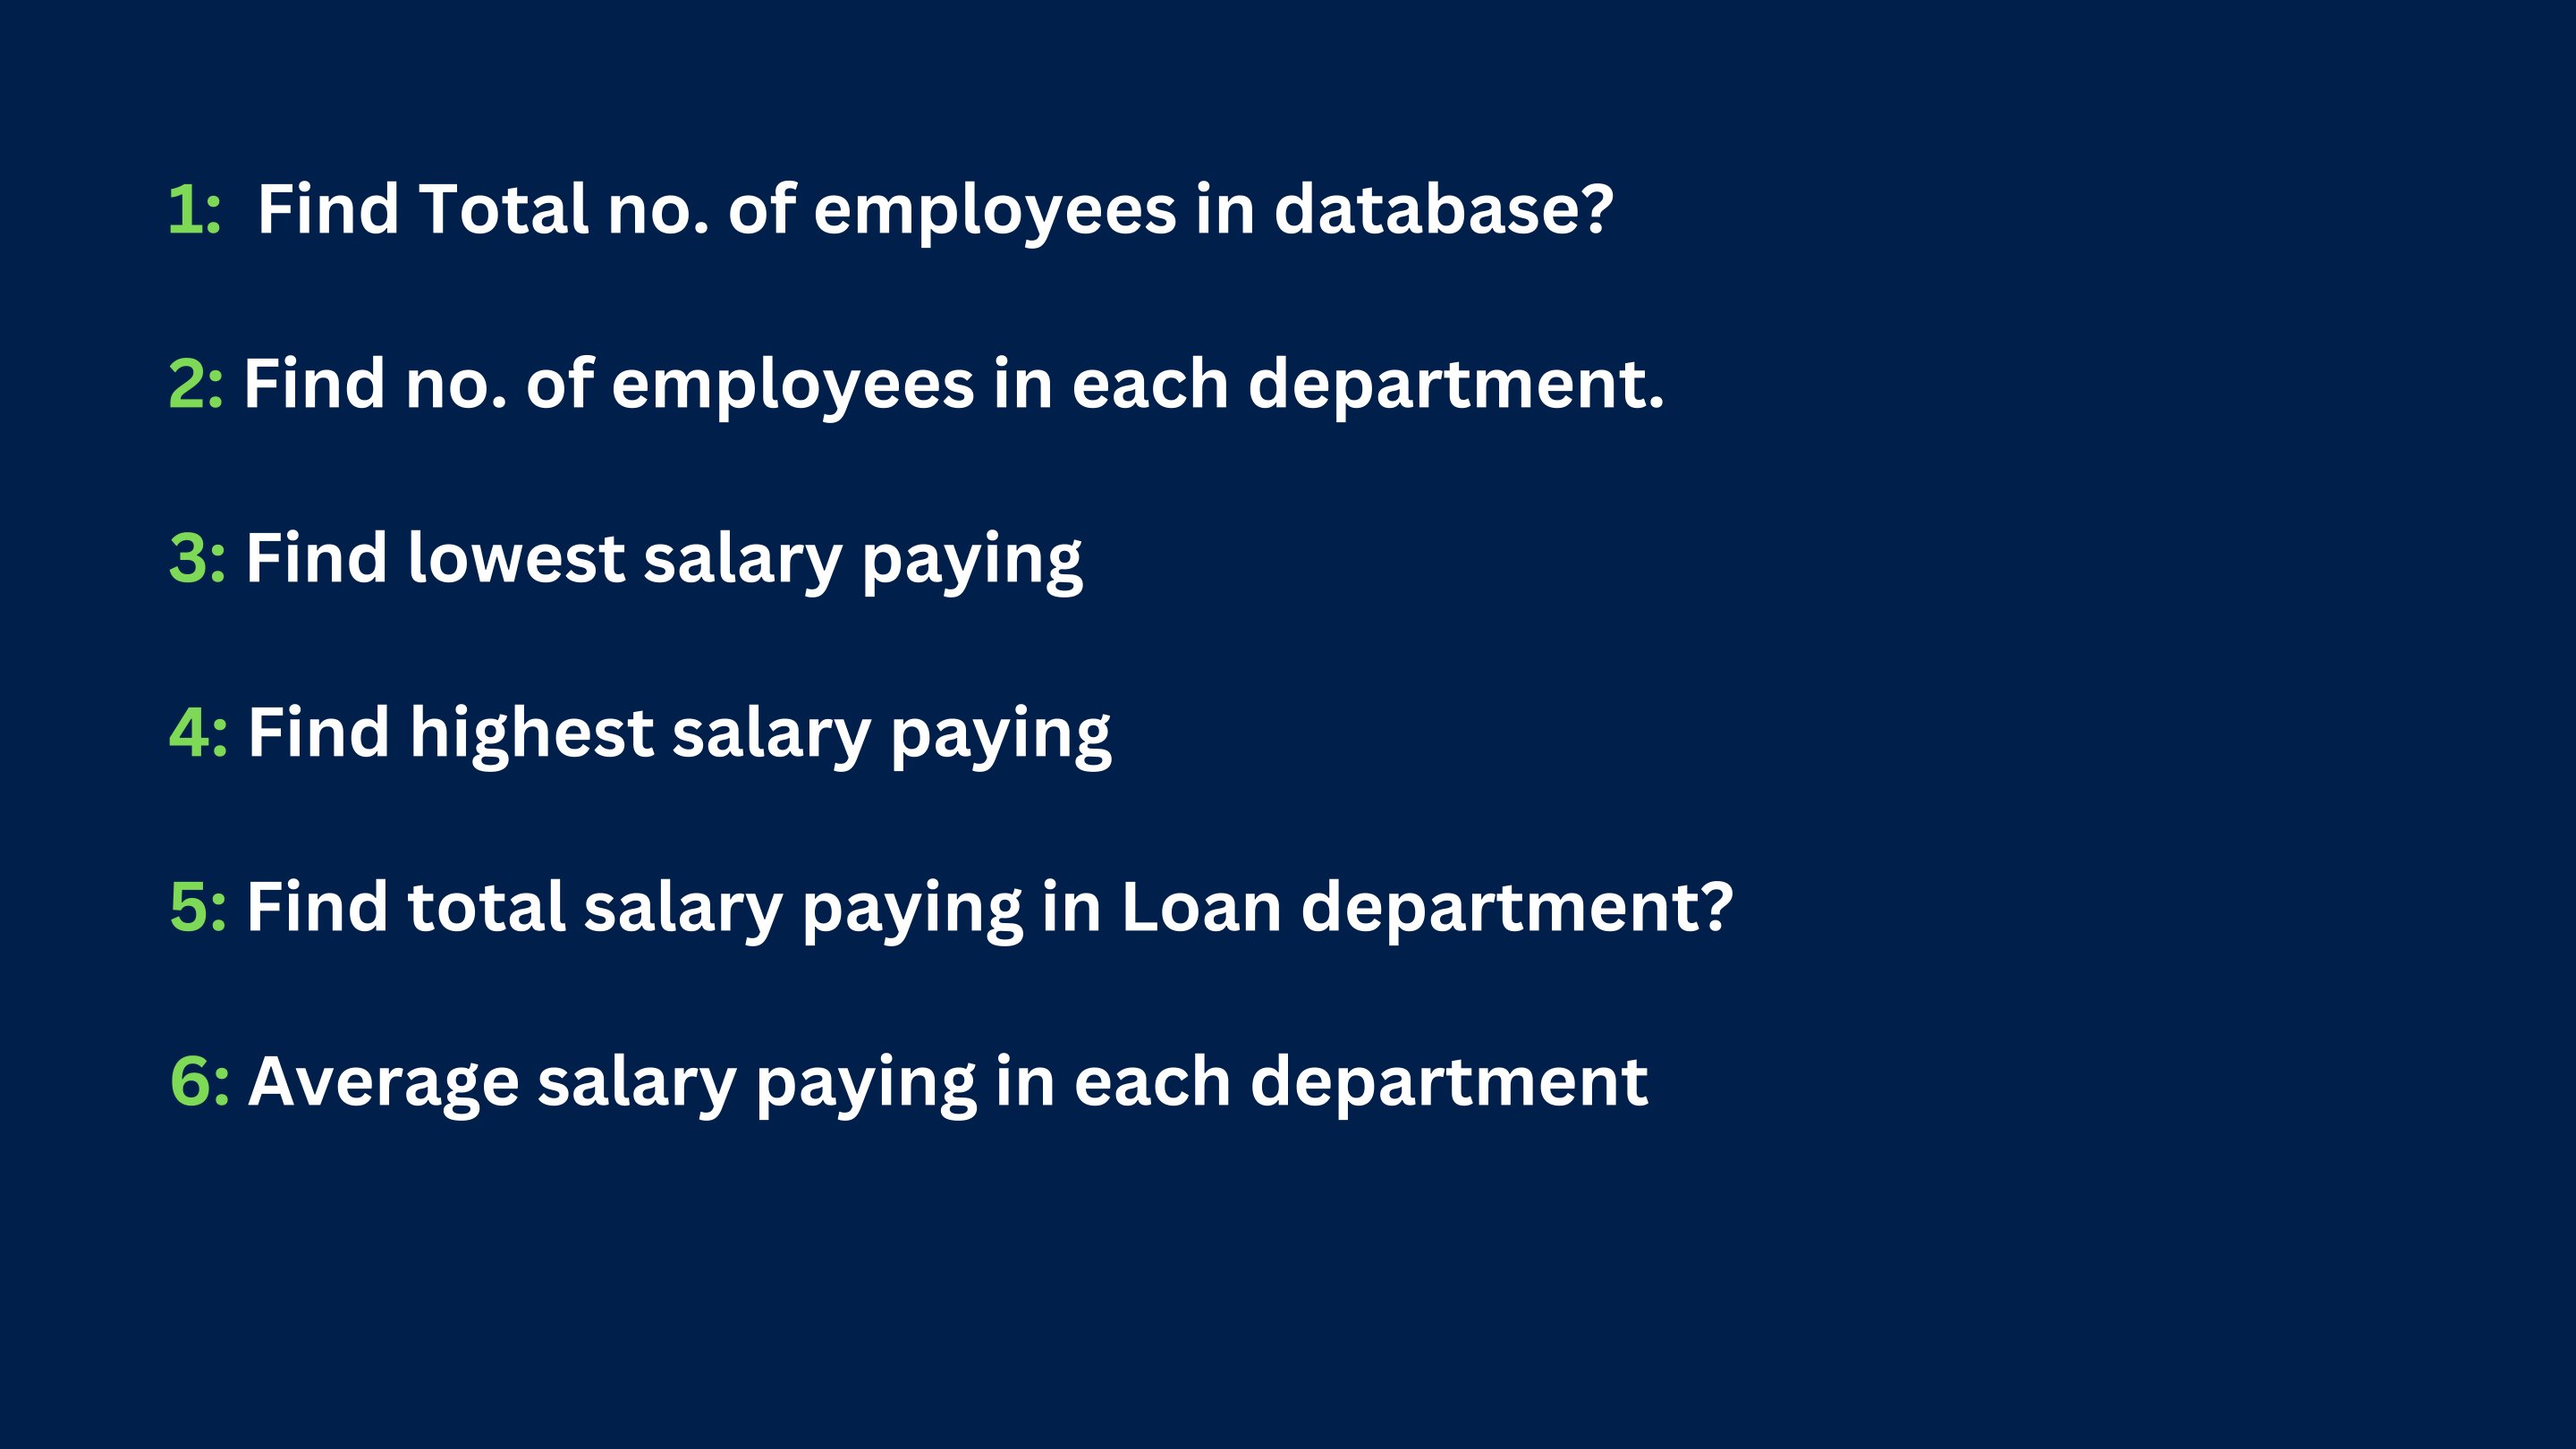 1: Find Total no. of employees in database?
2: Find no. of employees in each department.
3: Find lowest salary paying
4: Find highest salary paying
5: Find total salary paying in Loan department?
6: Average salary paying in each department